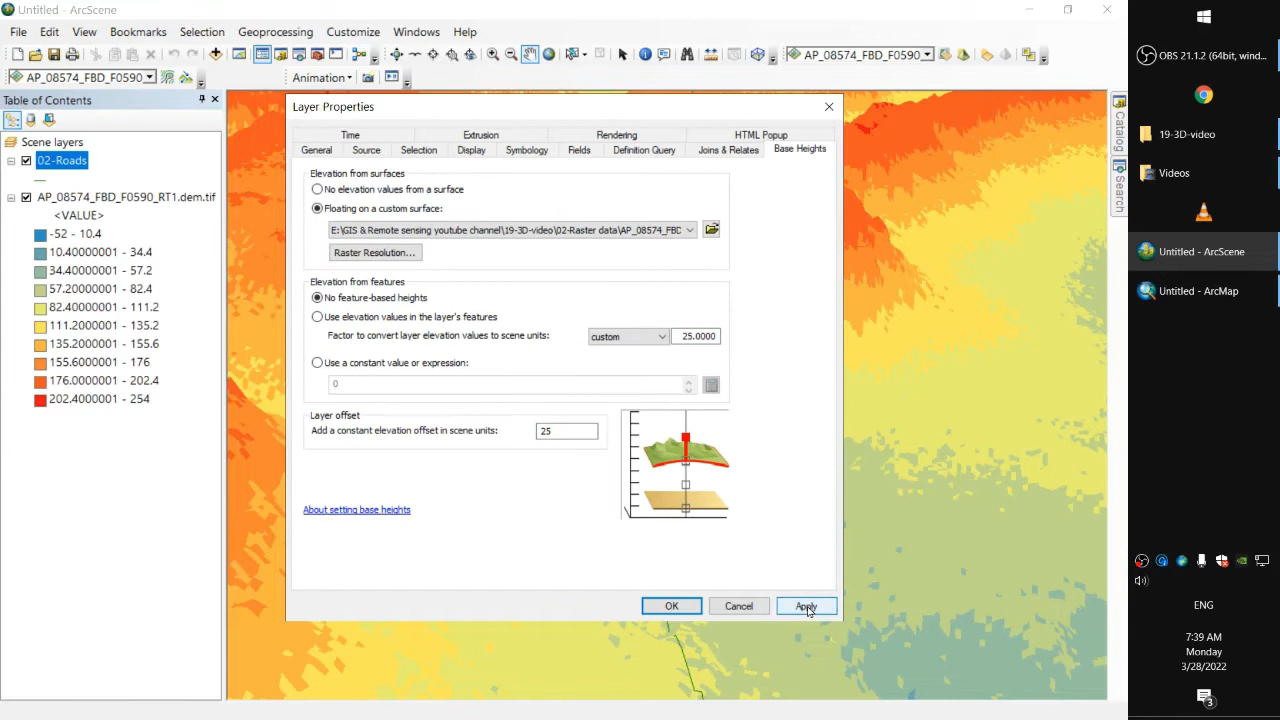 Untitled - ArcScene
File Edit View Bookmarks Selection Geoprocessing Customize Windows Help
AP_08574_FBD_F0590
AP_08574_FBD_F0590
Animation
Table of Contents
Scene layers
02-Roads
AP_08574_FBD_F0590_RT1.dem.tif
<VALUE>
-52 - 10.4
10.40000001 - 34.4
34.40000001 - 57.2
57.20000001 - 82.4
82.40000001 - 111.2
111.2000001 - 135.2
135.2000001 - 155.6
155.6000001 - 176
176.0000001 - 202.4
202.4000001 - 254
Layer Properties
Time Extrusion Rendering HTML Popup
General Source Selection Display Symbology Fields Definition Query Joins & Relates Base Heights
Elevation from surfaces
No elevation values from a surface
Floating on a custom surface:
E:\GIS & Remote sensing youtube channel\19-3D-video\02-Raster data\AP_08574_FBD
Raster Resolution...
Elevation from features
No feature-based heights
Use elevation values in the layer's features
Factor to convert layer elevation values to scene units: custom 25.0000
Use a constant value or expression:
0
Layer offset
Add a constant elevation offset in scene units: 25
About setting base heights
OK Cancel Apply
Catalog
Search
OBS 21.1.2 (64bit, wind...
19-3D-video
Videos
Untitled - ArcScene
Untitled - ArcMap
ENG
7:39 AM
Monday
3/28/2022
3